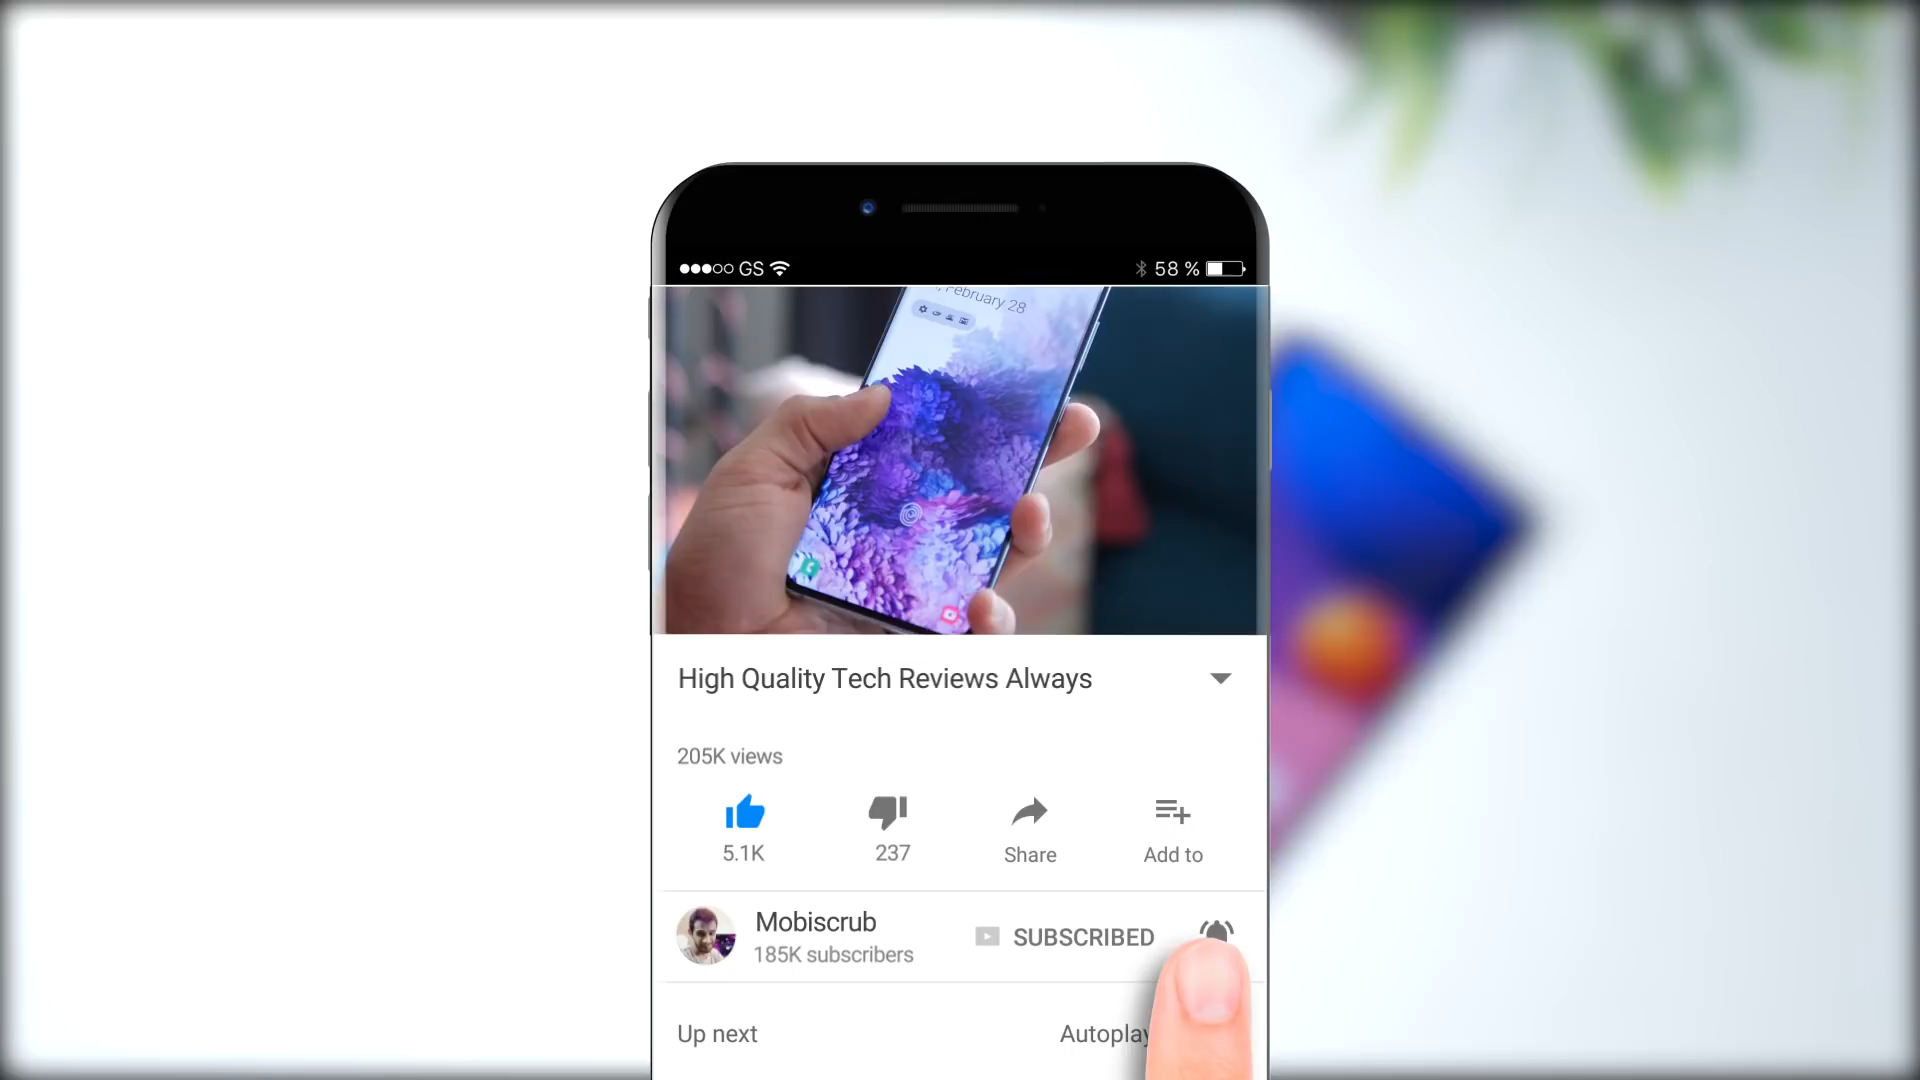 GS 58 %
, February 28
High Quality Tech Reviews Always
205K views
5.1K 237 Share Add to
Mobiscrub
185K subscribers
SUBSCRIBED
Up next Autoplay